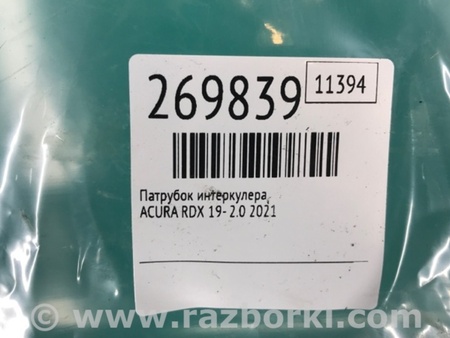 269839
11394
Патрубок интеркулера,
ACURA RDX 19- 2.0 2021
www.razborki.com